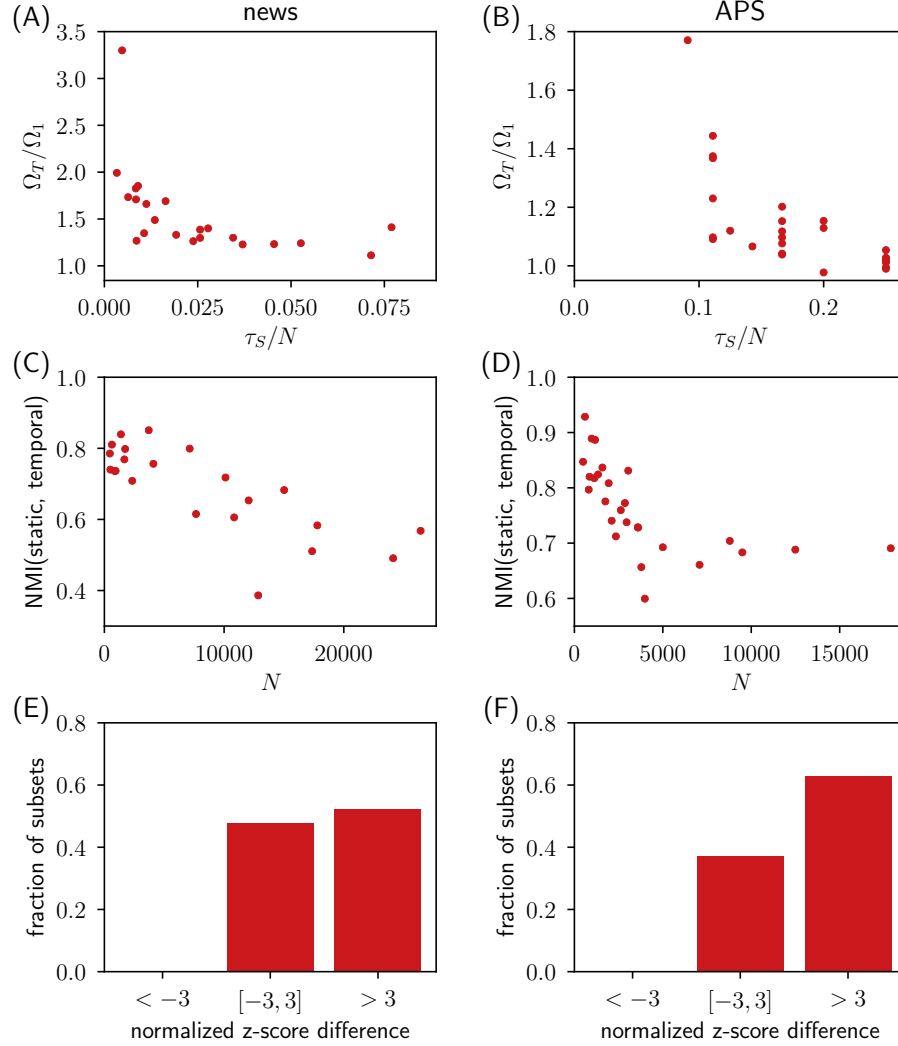 (A) news
3.5
3.0
2.5
2.0
1.5
1.0
Ω_T/Ω_1
0.000 0.025 0.050 0.075
τ_S/N
(B) APS
1.8
1.6
1.4
1.2
1.0
Ω_T/Ω_1
0.0 0.1 0.2
τ_S/N
(C)
1.0
0.8
0.6
0.4
NMI(static, temporal)
0 10000 20000
N
(D)
1.0
0.9
0.8
0.7
0.6
NMI(static, temporal)
0 5000 10000 15000
N
(E)
0.8
0.6
0.4
0.2
0.0
fraction of subsets
< −3 [−3, 3] > 3
normalized z-score difference
(F)
0.8
0.6
0.4
0.2
0.0
fraction of subsets
< −3 [−3, 3] > 3
normalized z-score difference